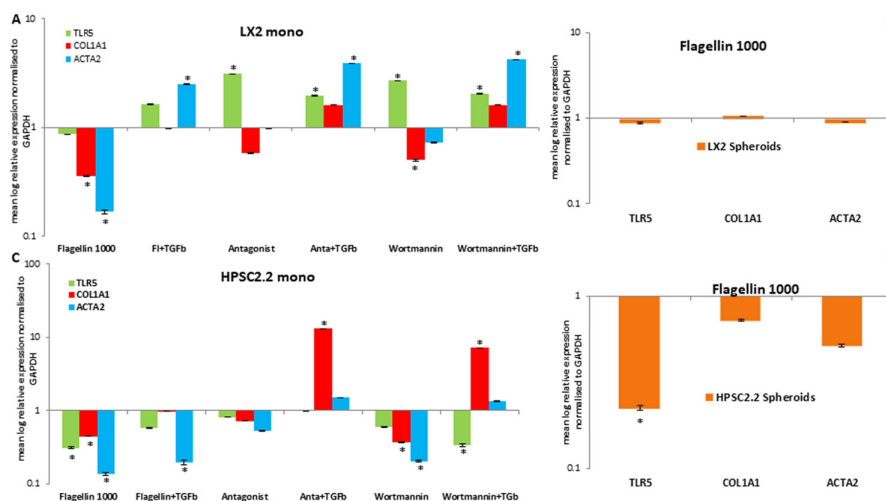 A
LX2 mono
TLR5
COL1A1
ACTA2
mean log relative expression normalised to
GAPDH
10
1
0.1
*
*
*
*
*
*
*
*
*
*
Flagellin 1000
Fl+TGFb
Antagonist
Anta+TGFb
Wortmannin
Wortmannin+TGFb
Flagellin 1000
mean log relative expression
normalised to GAPDH
10
1
0.1
LX2 Spheroids
TLR5
COL1A1
ACTA2
C
HPSC2.2 mono
TLR5
COL1A1
ACTA2
mean log relative expression normalised to
GAPDH
100
10
1
0.1
*
*
*
*
*
*
*
*
*
Flagellin 1000
Flagellin+TGFb
Antagonist
Anta+TGFb
Wortmannin
Wortmannin+TGb
Flagellin 1000
mean log relative expression
normalised to GAPDH
1
0.1
HPSC2.2 Spheroids
*
TLR5
COL1A1
ACTA2